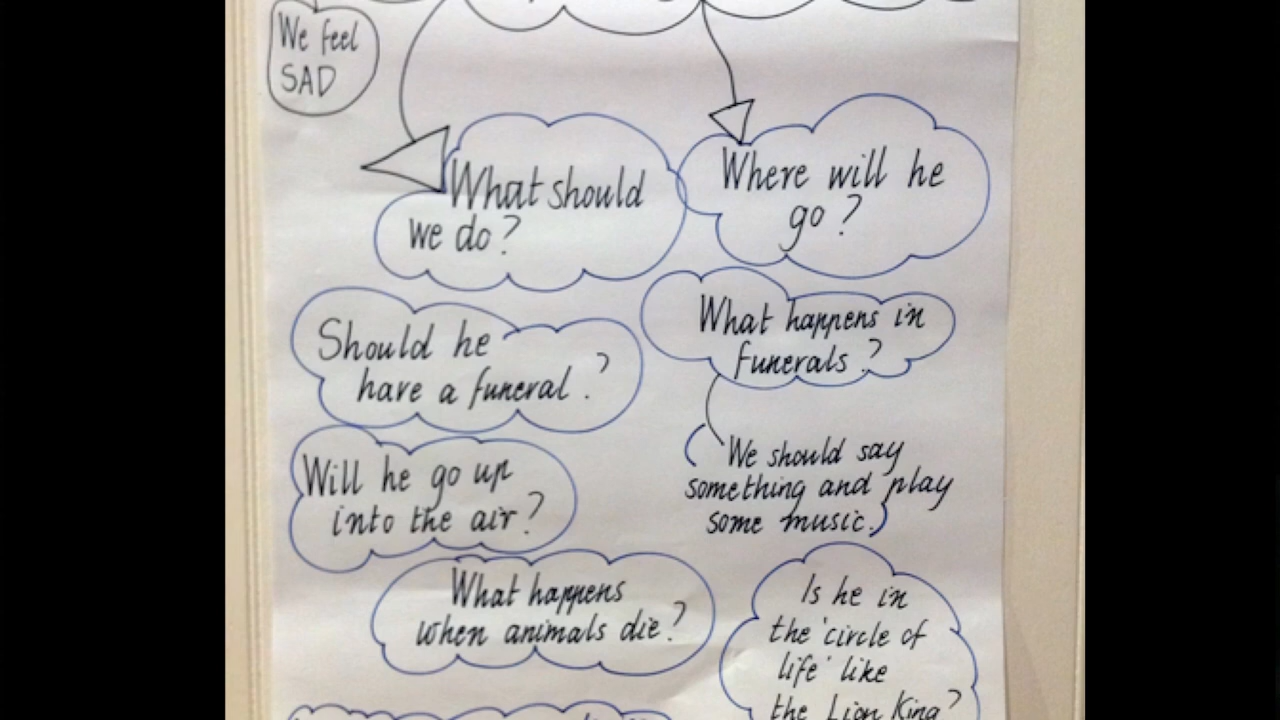 We feel
SAD
What should
we do?
Where will he
go?
Should he
have a funeral?
What happens in
funerals?
We should say
something and play
some music.)
Will he go up
into the air?
What happens
when animals die?
Is he in
the 'circle of
life' like
the Lion King?